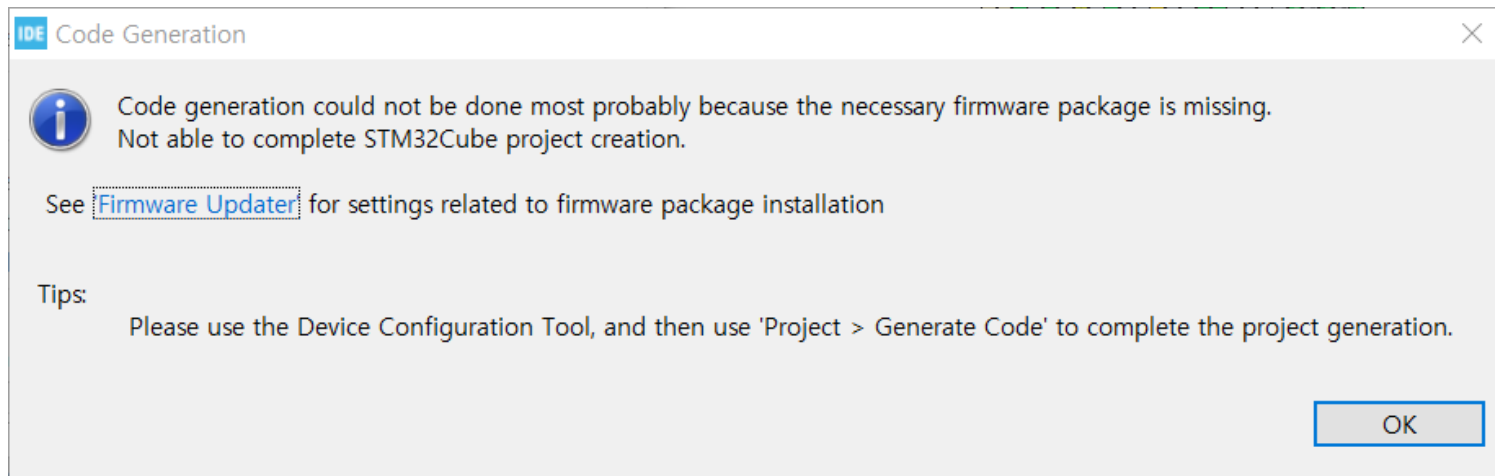 IDE Code Generation
Code generation could not be done most probably because the necessary firmware package is missing.
Not able to complete STM32Cube project creation.
See 'Firmware Updater' for settings related to firmware package installation
Tips:
Please use the Device Configuration Tool, and then use 'Project > Generate Code' to complete the project generation.
OK